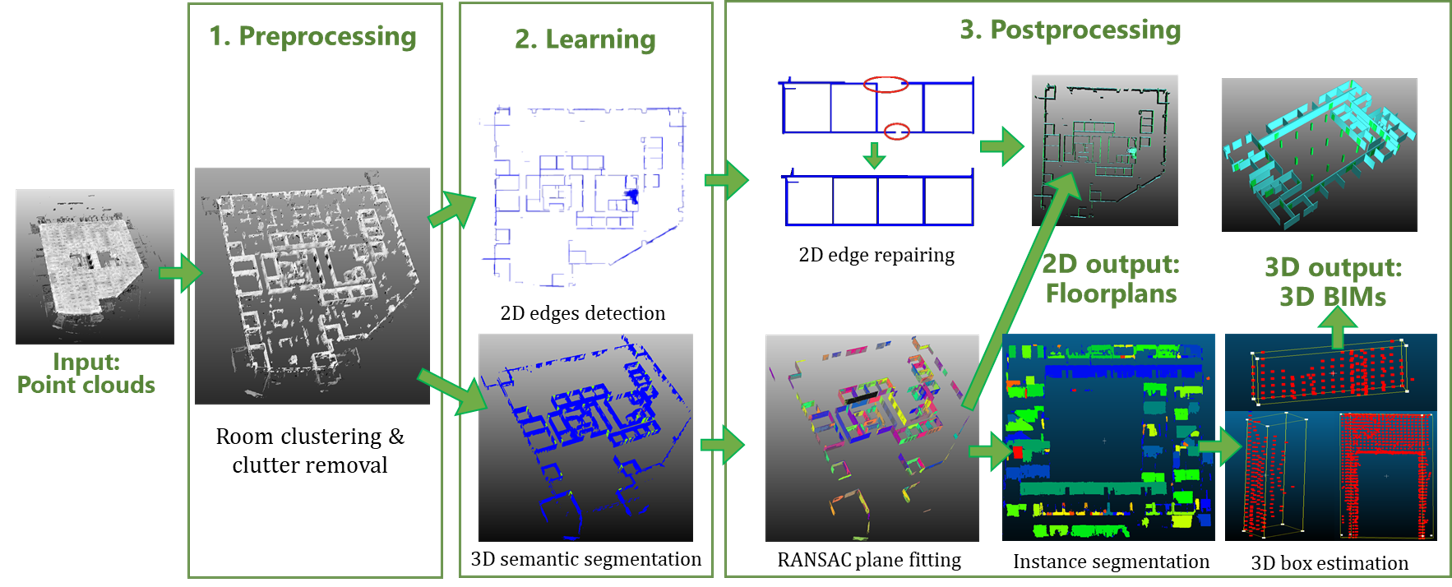 1. Preprocessing
2. Learning
3. Postprocessing
Input:
Point clouds
Room clustering &
clutter removal
2D edges detection
3D semantic segmentation
2D edge repairing
2D output:
Floorplans
3D output:
3D BIMs
RANSAC plane fitting
Instance segmentation
3D box estimation